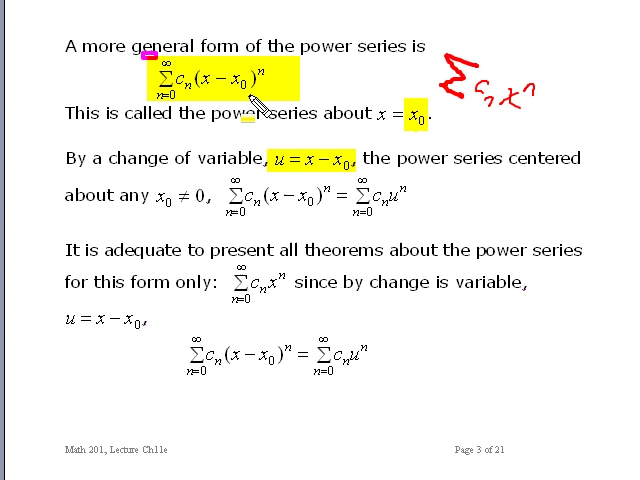 A more general form of the power series is
∑_{n=0}^{∞} c_n (x − x_0)^n
∑ c_n x^n
This is called the power series about x = x_0.
By a change of variable, u = x − x_0, the power series centered
about any x_0 ≠ 0, ∑_{n=0}^{∞} c_n (x − x_0)^n = ∑_{n=0}^{∞} c_n u^n
It is adequate to present all theorems about the power series
for this form only: ∑_{n=0}^{∞} c_n x^n since by change is variable,
u = x − x_0,
∑_{n=0}^{∞} c_n (x − x_0)^n = ∑_{n=0}^{∞} c_n u^n
Math 201, Lecture Ch11e Page 3 of 21